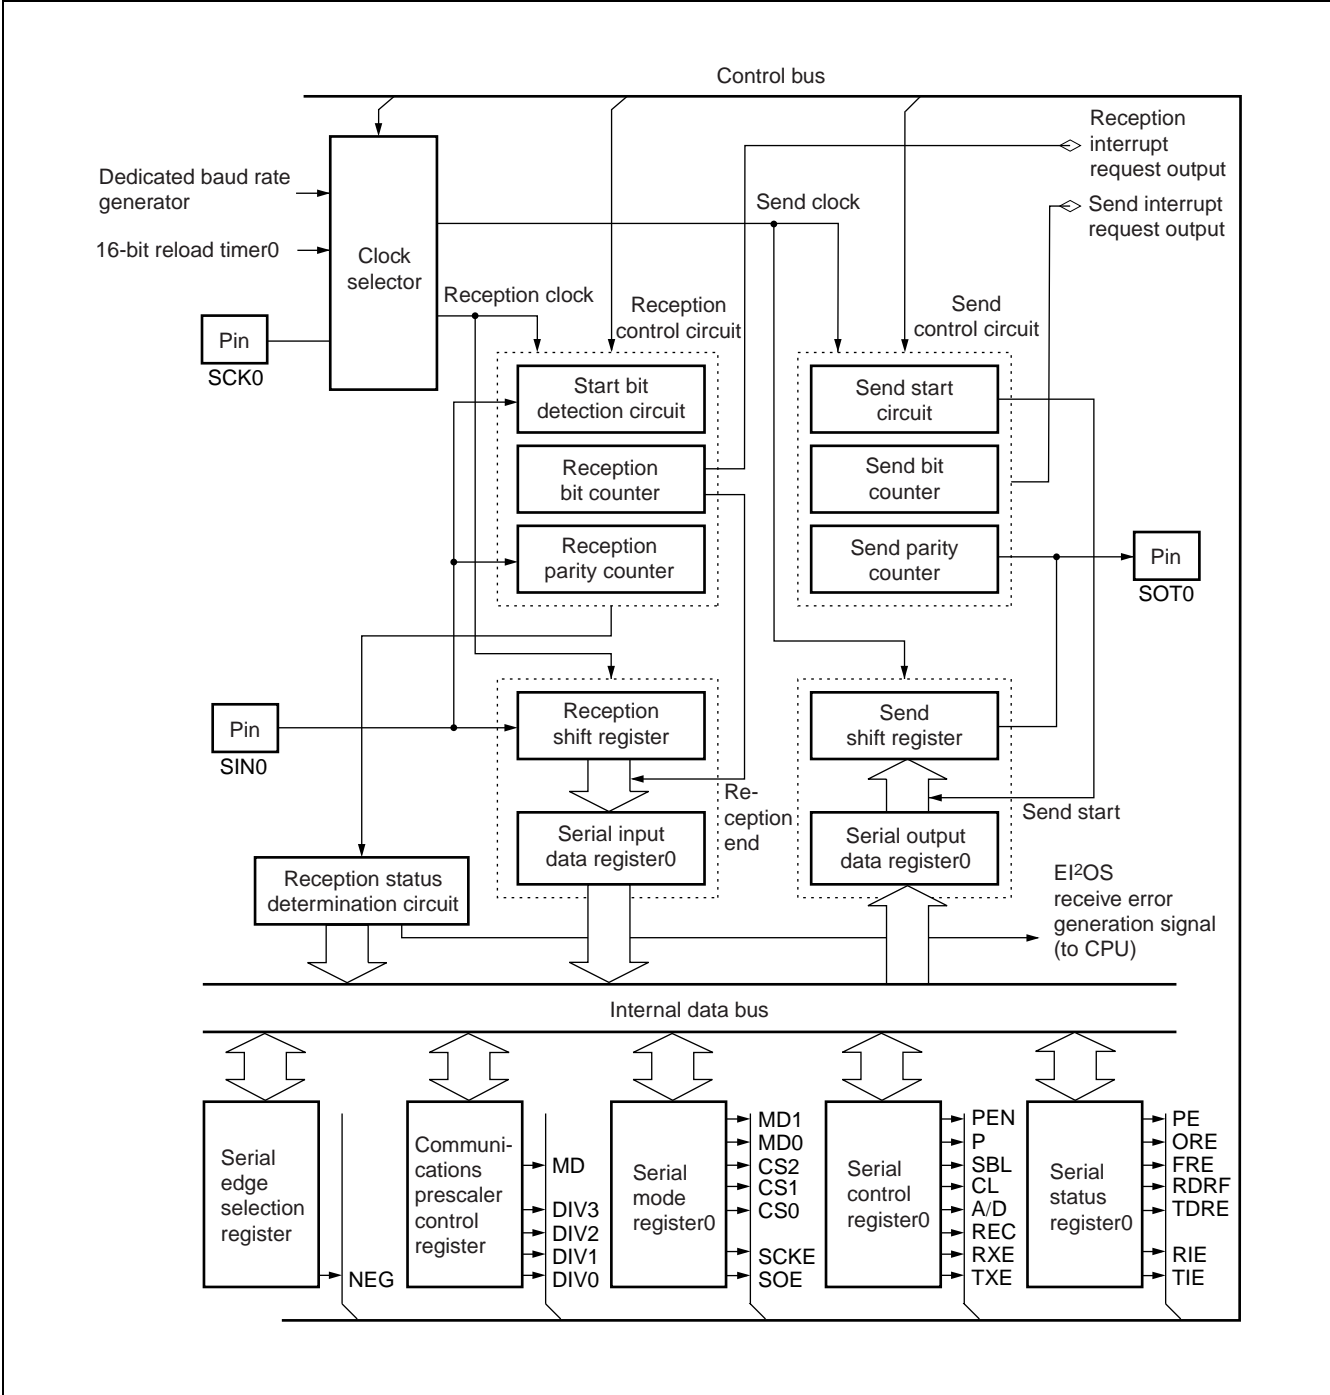 Control bus
Reception
interrupt
request output
Dedicated baud rate
generator
Send clock
Send interrupt
request output
16-bit reload timer0
Clock
selector
Reception clock
Reception
control circuit
Send
control circuit
Pin
SCK0
Start bit
detection circuit
Send start
circuit
Reception
bit counter
Send bit
counter
Reception
parity counter
Send parity
counter
Pin
SOT0
Pin
SIN0
Reception
shift register
Send
shift register
Re-
ception
end
Send start
Serial input
data register0
Serial output
data register0
Reception status
determination circuit
EI²OS
receive error
generation signal
(to CPU)
Internal data bus
Serial
edge
selection
register
NEG
Communi-
cations
prescaler
control
register
MD
DIV3
DIV2
DIV1
DIV0
Serial
mode
register0
MD1
MD0
CS2
CS1
CS0
SCKE
SOE
Serial
control
register0
PEN
P
SBL
CL
A/D
REC
RXE
TXE
Serial
status
register0
PE
ORE
FRE
RDRF
TDRE
RIE
TIE